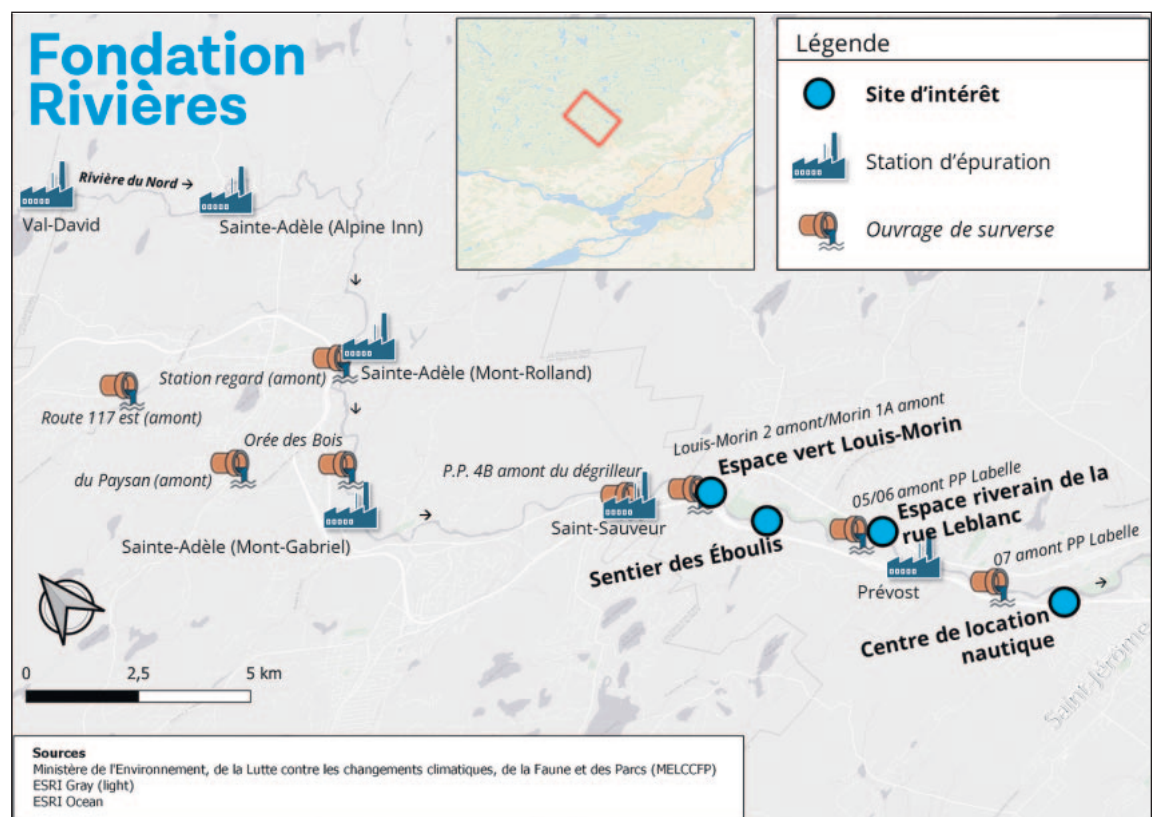 Fondation
Rivières
Légende
Site d'intérêt
Station d'épuration
Ouvrage de surverse
Rivière du Nord →
Val-David
Sainte-Adèle (Alpine Inn)
Station regard (amont)
Sainte-Adèle (Mont-Rolland)
Route 117 est (amont)
Orée des Bois
du Paysan (amont)
Sainte-Adèle (Mont-Gabriel)
P.P. 4B amont du dégrilleur
Saint-Sauveur
Louis-Morin 2 amont/Morin 1A amont
Espace vert Louis-Morin
Sentier des Éboulis
05/06 amont PP Labelle
Espace riverain de la
rue Leblanc
07 amont PP Labelle
Prévost
Centre de location
nautique
Saint-Jérôme
0 2,5 5 km
Sources
Ministère de l'Environnement, de la Lutte contre les changements climatiques, de la Faune et des Parcs (MELCCFP)
ESRI Gray (light)
ESRI Ocean